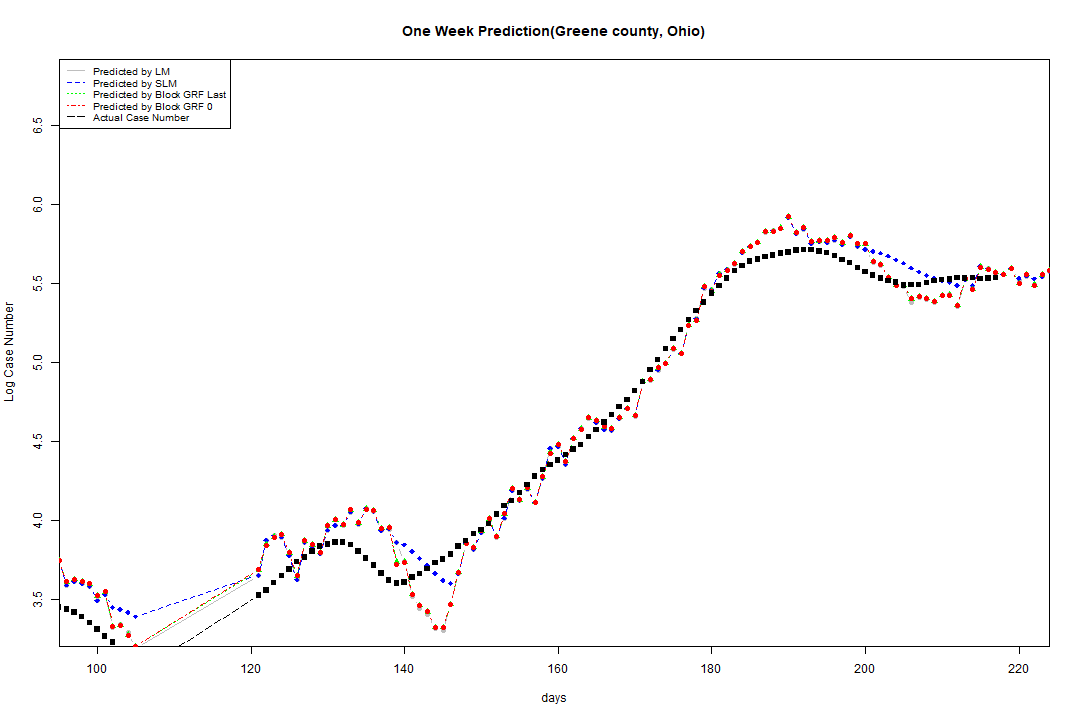 One Week Prediction(Greene county, Ohio)
Predicted by LM
Predicted by SLM
Predicted by Block GRF Last
Predicted by Block GRF 0
Actual Case Number
6.5
6.0
5.5
5.0
4.5
4.0
3.5
Log Case Number
100 120 140 160 180 200 220
days